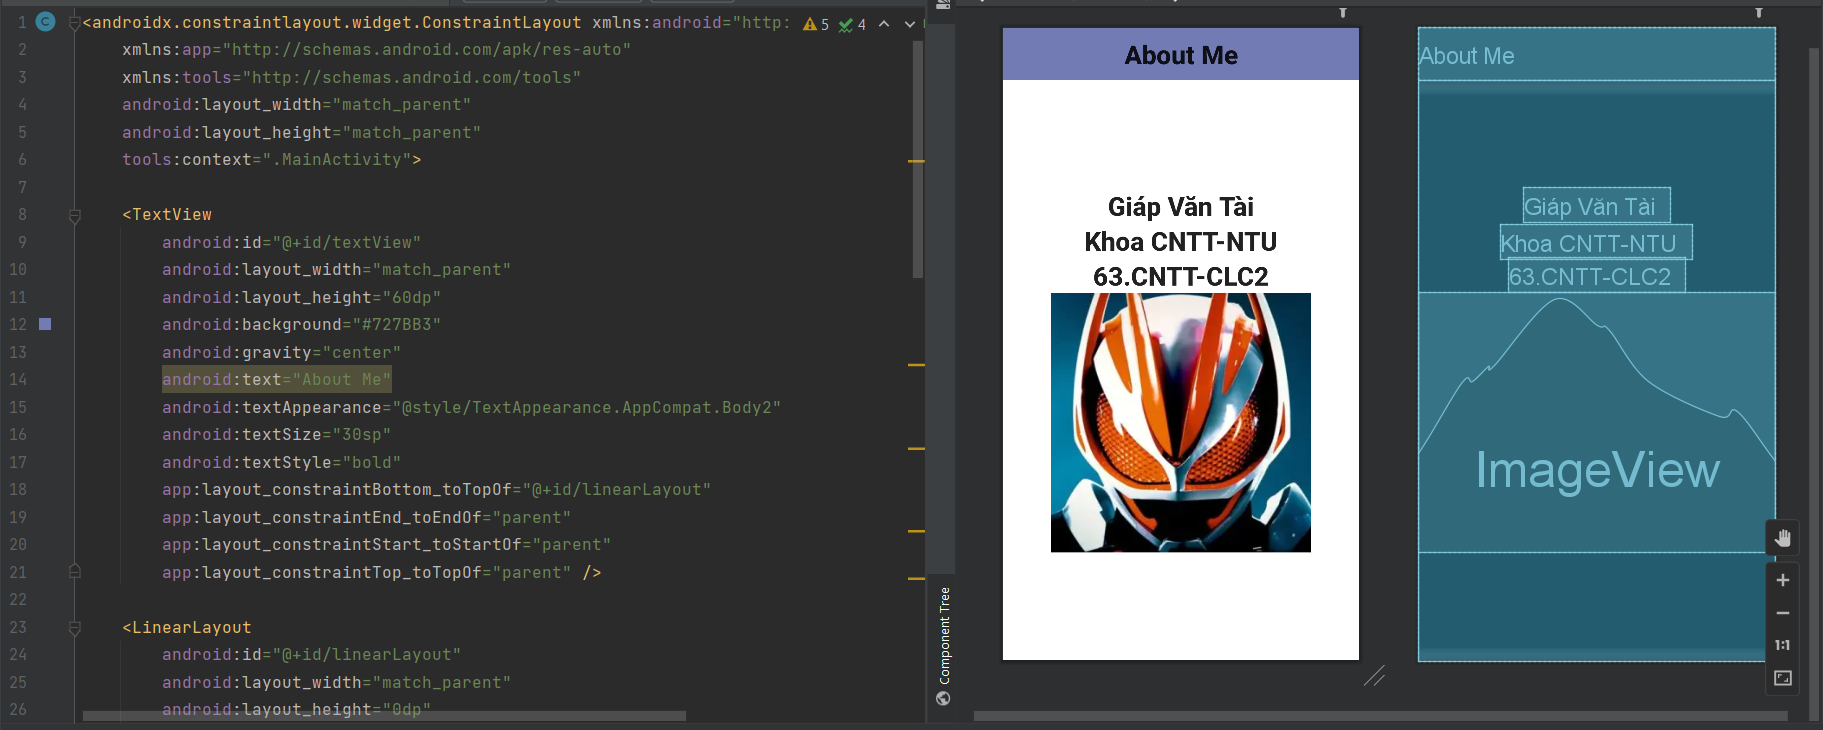 1 <androidx.constraintlayout.widget.ConstraintLayout xmlns:android="http: 5 4
2 xmlns:app="http://schemas.android.com/apk/res-auto"
3 xmlns:tools="http://schemas.android.com/tools"
4 android:layout_width="match_parent"
5 android:layout_height="match_parent"
6 tools:context=".MainActivity">
7
8 <TextView
9 android:id="@+id/textView"
10 android:layout_width="match_parent"
11 android:layout_height="60dp"
12 android:background="#727BB3"
13 android:gravity="center"
14 android:text="About Me"
15 android:textAppearance="@style/TextAppearance.AppCompat.Body2"
16 android:textSize="30sp"
17 android:textStyle="bold"
18 app:layout_constraintBottom_toTopOf="@+id/linearLayout"
19 app:layout_constraintEnd_toEndOf="parent"
20 app:layout_constraintStart_toStartOf="parent"
21 app:layout_constraintTop_toTopOf="parent" />
22
23 <LinearLayout
24 android:id="@+id/linearLayout"
25 android:layout_width="match_parent"
26 android:layout_height="0dp"
C
Component Tree
About Me
Giáp Văn Tài
Khoa CNTT-NTU
63.CNTT-CLC2
About Me
Giáp Văn Tài
Khoa CNTT-NTU
63.CNTT-CLC2
ImageView
1:1